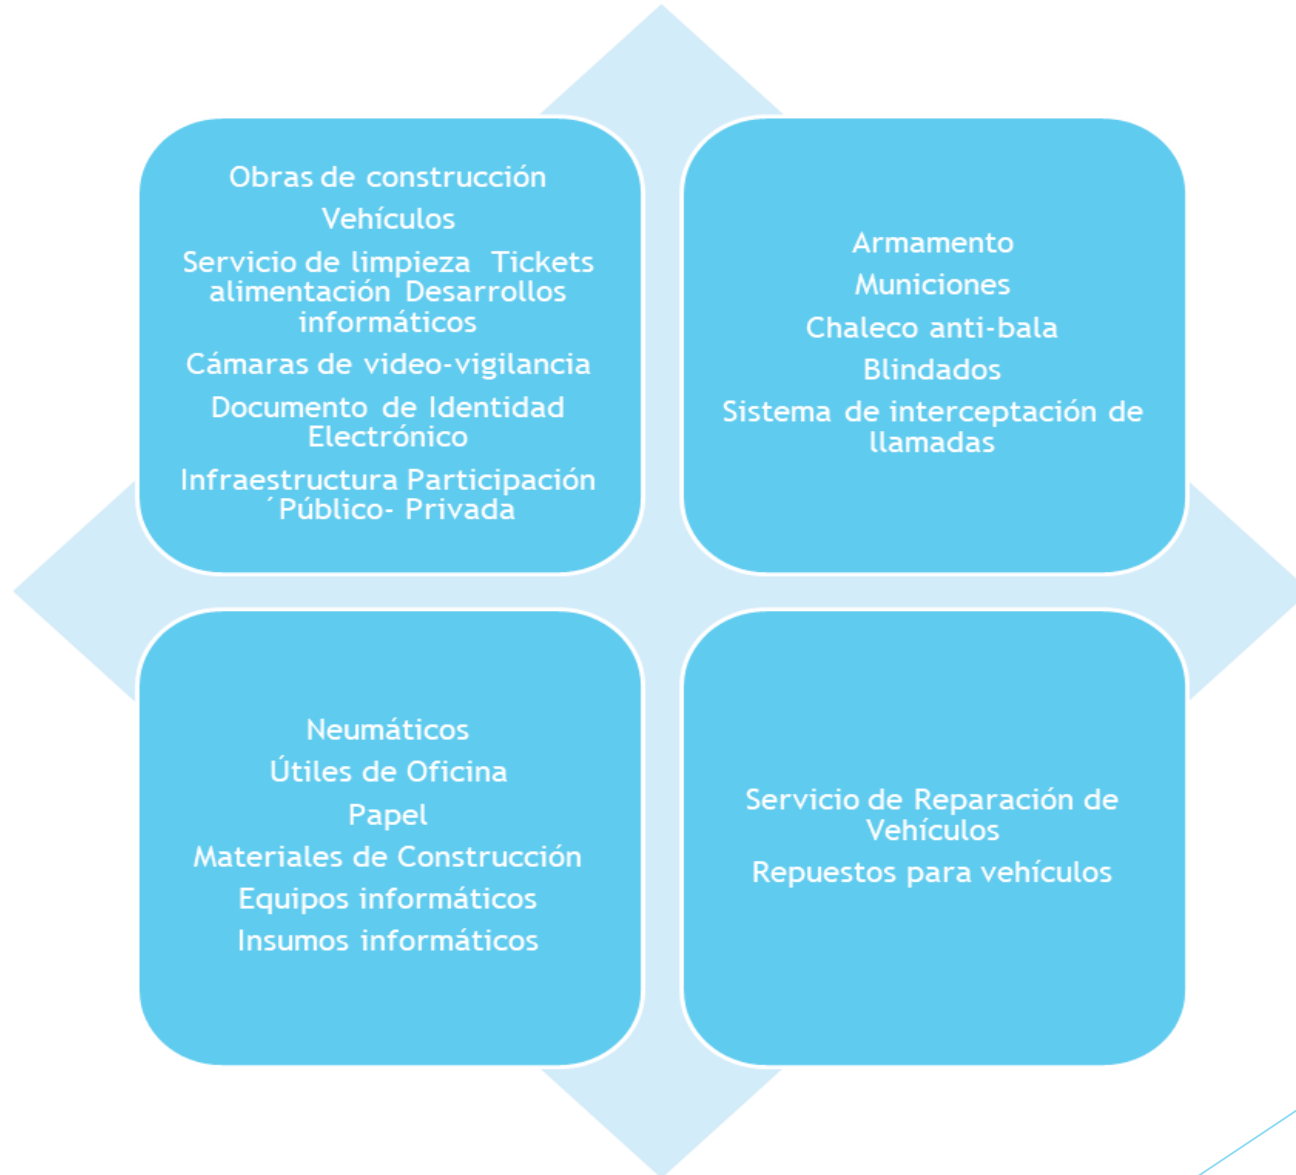 Obras de construcción
Vehículos
Servicio de limpieza  Tickets
alimentación  Desarrollos
informáticos
Cámaras de video-vigilancia
Documento de Identidad
Electrónico
Infraestructura Participación
´Público- Privada
Armamento
Municiones
Chaleco anti-bala
Blindados
Sistema de interceptación de
llamadas
Neumáticos
Útiles de Oficina
Papel
Materiales de Construcción
Equipos informáticos
Insumos informáticos
Servicio de Reparación de
Vehículos
Repuestos para vehículos